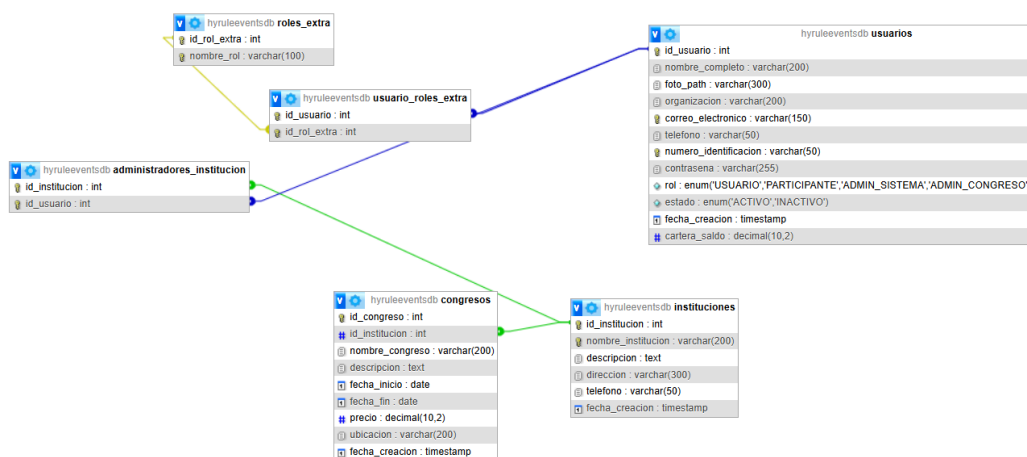 hyruleeventsdb roles_extra
id_rol_extra : int
nombre_rol : varchar(100)
hyruleeventsdb usuarios
id_usuario : int
nombre_completo : varchar(200)
foto_path : varchar(300)
organizacion : varchar(200)
correo_electronico : varchar(150)
telefono : varchar(50)
numero_identificacion : varchar(50)
contrasena : varchar(255)
rol : enum('USUARIO','PARTICIPANTE','ADMIN_SISTEMA','ADMIN_CONGRESO'
estado : enum('ACTIVO','INACTIVO')
fecha_creacion : timestamp
cartera_saldo : decimal(10,2)
hyruleeventsdb usuario_roles_extra
id_usuario : int
id_rol_extra : int
hyruleeventsdb administradores_institucion
id_institucion : int
id_usuario : int
hyruleeventsdb congresos
id_congreso : int
id_institucion : int
nombre_congreso : varchar(200)
descripcion : text
fecha_inicio : date
fecha_fin : date
precio : decimal(10,2)
ubicacion : varchar(200)
fecha_creacion : timestamp
hyruleeventsdb instituciones
id_institucion : int
nombre_institucion : varchar(200)
descripcion : text
direccion : varchar(300)
telefono : varchar(50)
fecha_creacion : timestamp